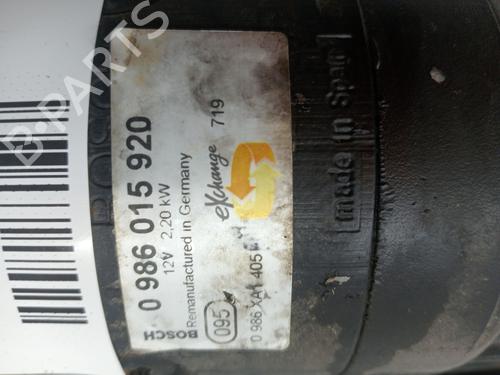 0 986 015 920
12V 2,20 kW
Remanufactured in Germany
BOSCH
095
eXchange 719
0 986 XA1 405
made in Spain
BOSCH
B-PARTS